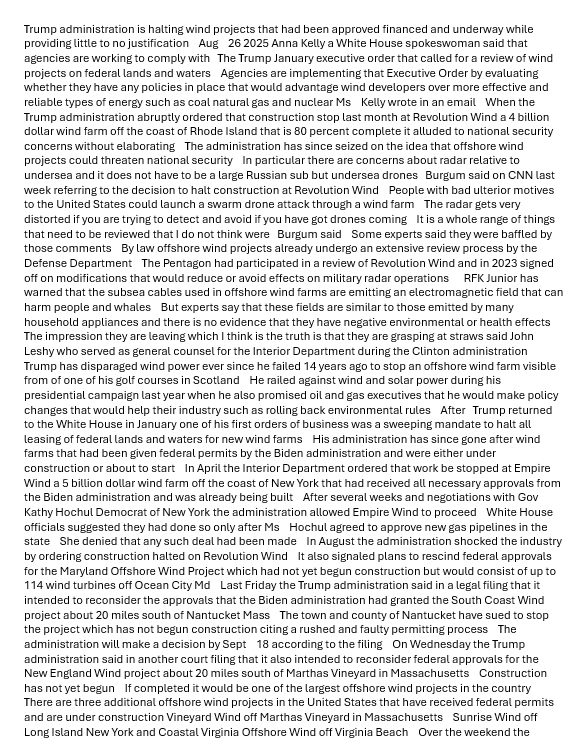 Trump administration is halting wind projects that had been approved financed and underway while
providing little to no justification Aug 26 2025 Anna Kelly a White House spokeswoman said that
agencies are working to comply with The Trump January executive order that called for a review of wind
projects on federal lands and waters Agencies are implementing that Executive Order by evaluating
whether they have any policies in place that would advantage wind developers over more effective and
reliable types of energy such as coal natural gas and nuclear Ms Kelly wrote in an email When the
Trump administration abruptly ordered that construction stop last month at Revolution Wind a 4 billion
dollar wind farm off the coast of Rhode Island that is 80 percent complete it alluded to national security
concerns without elaborating The administration has since seized on the idea that offshore wind
projects could threaten national security In particular there are concerns about radar relative to
undersea and it does not have to be a large Russian sub but undersea drones Burgum said on CNN last
week referring to the decision to halt construction at Revolution Wind People with bad ulterior motives
to the United States could launch a swarm drone attack through a wind farm The radar gets very
distorted if you are trying to detect and avoid if you have got drones coming It is a whole range of things
that need to be reviewed that I do not think were Burgum said Some experts said they were baffled by
those comments By law offshore wind projects already undergo an extensive review process by the
Defense Department The Pentagon had participated in a review of Revolution Wind and in 2023 signed
off on modifications that would reduce or avoid effects on military radar operations RFK Junior has
warned that the subsea cables used in offshore wind farms are emitting an electromagnetic field that can
harm people and whales But experts say that these fields are similar to those emitted by many
household appliances and there is no evidence that they have negative environmental or health effects
The impression they are leaving which I think is the truth is that they are grasping at straws said John
Leshy who served as general counsel for the Interior Department during the Clinton administration
Trump has disparaged wind power ever since he failed 14 years ago to stop an offshore wind farm visible
from of one of his golf courses in Scotland He railed against wind and solar power during his
presidential campaign last year when he also promised oil and gas executives that he would make policy
changes that would help their industry such as rolling back environmental rules After Trump returned
to the White House in January one of his first orders of business was a sweeping mandate to halt all
leasing of federal lands and waters for new wind farms His administration has since gone after wind
farms that had been given federal permits by the Biden administration and were either under
construction or about to start In April the Interior Department ordered that work be stopped at Empire
Wind a 5 billion dollar wind farm off the coast of New York that had received all necessary approvals from
the Biden administration and was already being built After several weeks and negotiations with Gov
Kathy Hochul Democrat of New York the administration allowed Empire Wind to proceed White House
officials suggested they had done so only after Ms Hochul agreed to approve new gas pipelines in the
state She denied that any such deal had been made In August the administration shocked the industry
by ordering construction halted on Revolution Wind It also signaled plans to rescind federal approvals
for the Maryland Offshore Wind Project which had not yet begun construction but would consist of up to
114 wind turbines off Ocean City Md Last Friday the Trump administration said in a legal filing that it
intended to reconsider the approvals that the Biden administration had granted the South Coast Wind
project about 20 miles south of Nantucket Mass The town and county of Nantucket have sued to stop
the project which has not begun construction citing a rushed and faulty permitting process The
administration will make a decision by Sept 18 according to the filing On Wednesday the Trump
administration said in another court filing that it also intended to reconsider federal approvals for the
New England Wind project about 20 miles south of Marthas Vineyard in Massachusetts Construction
has not yet begun If completed it would be one of the largest offshore wind projects in the country
There are three additional offshore wind projects in the United States that have received federal permits
and are under construction Vineyard Wind off Marthas Vineyard in Massachusetts Sunrise Wind off
Long Island New York and Coastal Virginia Offshore Wind off Virginia Beach Over the weekend the